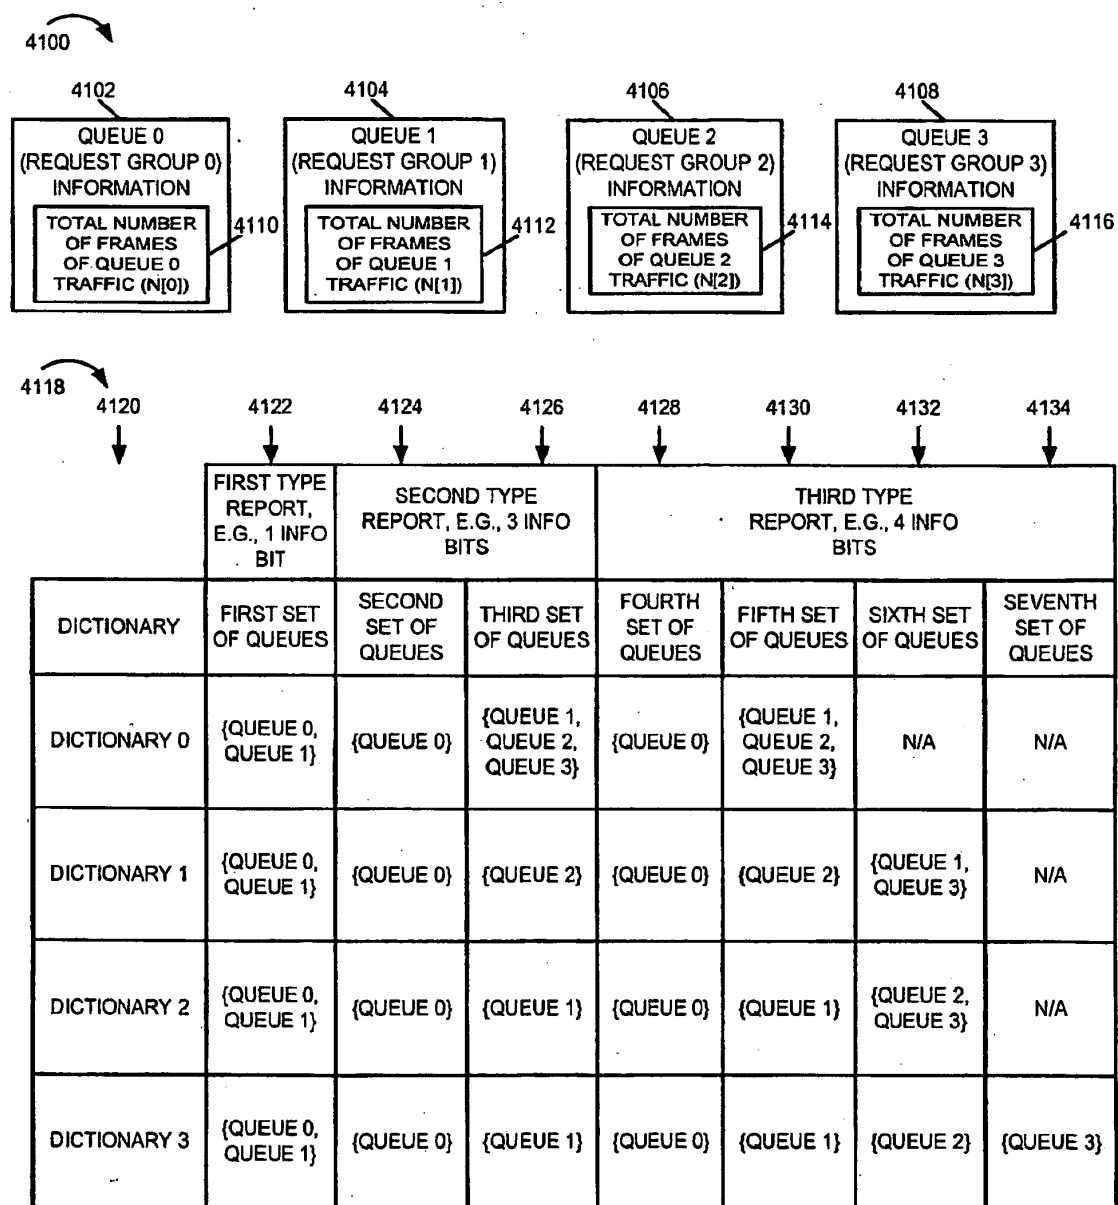 4100
4102
4104
4106
4108
QUEUE 0
(REQUEST GROUP 0)
INFORMATION
TOTAL NUMBER
OF FRAMES
OF QUEUE 0
TRAFFIC (N[0])
4110
QUEUE 1
(REQUEST GROUP 1)
INFORMATION
TOTAL NUMBER
OF FRAMES
OF QUEUE 1
TRAFFIC (N[1])
4112
QUEUE 2
(REQUEST GROUP 2)
INFORMATION
TOTAL NUMBER
OF FRAMES
OF QUEUE 2
TRAFFIC (N[2])
4114
QUEUE 3
(REQUEST GROUP 3)
INFORMATION
TOTAL NUMBER
OF FRAMES
OF QUEUE 3
TRAFFIC (N[3])
4116
4118
4120
4122
4124
4126
4128
4130
4132
4134
FIRST TYPE
REPORT,
E.G., 1 INFO
BIT
SECOND TYPE
REPORT, E.G., 3 INFO
BITS
THIRD TYPE
REPORT, E.G., 4 INFO
BITS
DICTIONARY
FIRST SET
OF QUEUES
SECOND
SET OF
QUEUES
THIRD SET
OF QUEUES
FOURTH
SET OF
QUEUES
FIFTH SET
OF QUEUES
SIXTH SET
OF QUEUES
SEVENTH
SET OF
QUEUES
DICTIONARY 0
{QUEUE 0,
QUEUE 1}
{QUEUE 0}
{QUEUE 1,
QUEUE 2,
QUEUE 3}
{QUEUE 0}
{QUEUE 1,
QUEUE 2,
QUEUE 3}
N/A
N/A
DICTIONARY 1
{QUEUE 0,
QUEUE 1}
{QUEUE 0}
{QUEUE 2}
{QUEUE 0}
{QUEUE 2}
{QUEUE 1,
QUEUE 3}
N/A
DICTIONARY 2
{QUEUE 0,
QUEUE 1}
{QUEUE 0}
{QUEUE 1}
{QUEUE 0}
{QUEUE 1}
{QUEUE 2,
QUEUE 3}
N/A
DICTIONARY 3
{QUEUE 0,
QUEUE 1}
{QUEUE 0}
{QUEUE 1}
{QUEUE 0}
{QUEUE 1}
{QUEUE 2}
{QUEUE 3}